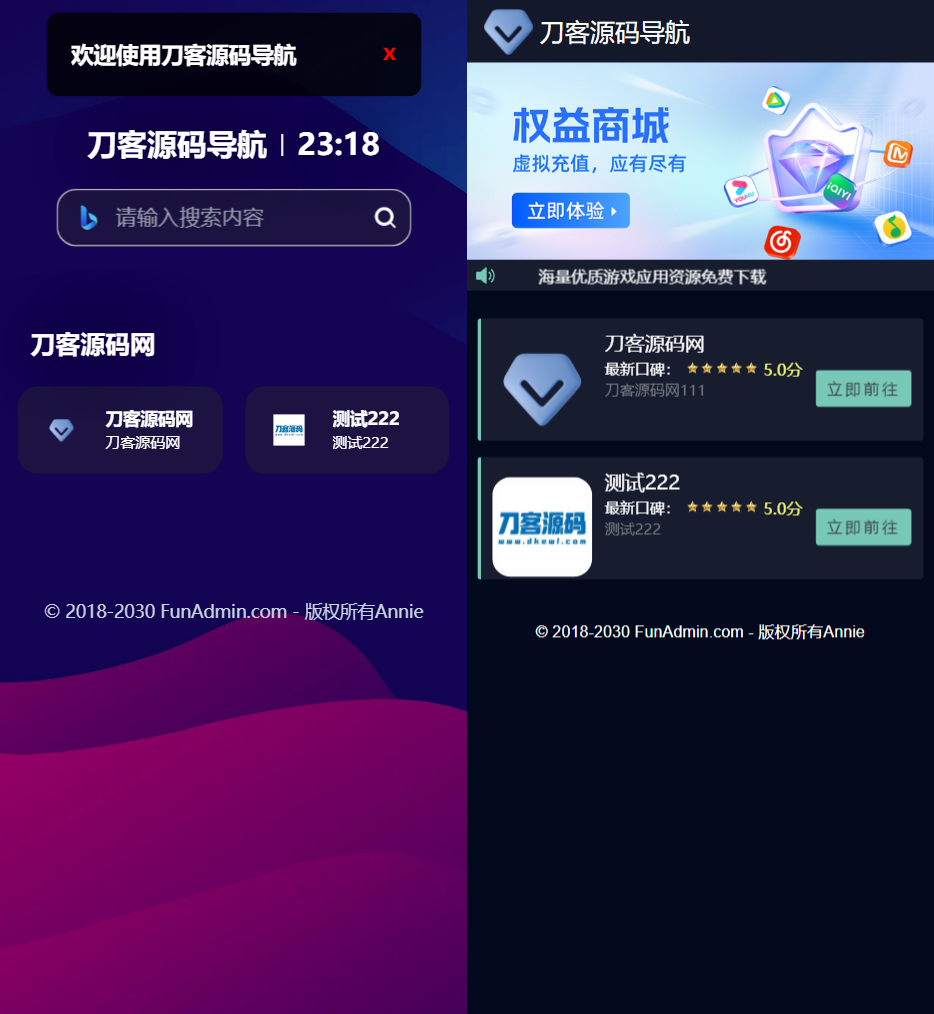 欢迎使用刀客源码导航
x
刀客源码导航 | 23:18
请输入搜索内容
刀客源码网
刀客源码网
刀客源码网
刀客源码
测试222
测试222
© 2018-2030 FunAdmin.com - 版权所有Annie
刀客源码导航
权益商城
虚拟充值，应有尽有
立即体验
YOUKU
iQIYI
海量优质游戏应用资源免费下载
刀客源码网
最新口碑： ★★★★★ 5.0分
刀客源码网111
立即前往
刀客源码
www.dkewl.com
测试222
最新口碑： ★★★★★ 5.0分
测试222
立即前往
© 2018-2030 FunAdmin.com - 版权所有Annie